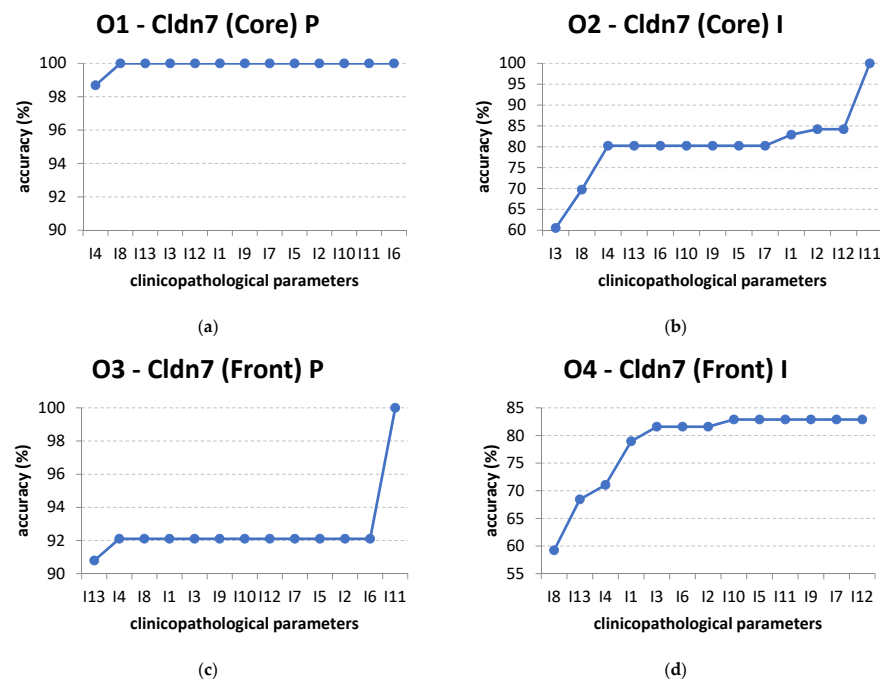 O1 - Cldn7 (Core) P
100
98
96
94
92
90
accuracy (%)
I4 I8 I13 I3 I12 I1 I9 I7 I5 I2 I10 I11 I6
clinicopathological parameters
(a)
O2 - Cldn7 (Core) I
100
95
90
85
80
75
70
65
60
accuracy (%)
I3 I8 I4 I13 I6 I10 I9 I5 I7 I1 I2 I12 I11
clinicopathological parameters
(b)
O3 - Cldn7 (Front) P
100
98
96
94
92
90
accuracy (%)
I13 I4 I8 I1 I3 I9 I10 I12 I7 I5 I2 I6 I11
clinicopathological parameters
(c)
O4 - Cldn7 (Front) I
85
80
75
70
65
60
55
accuracy (%)
I8 I13 I4 I1 I3 I6 I2 I10 I5 I11 I9 I7 I12
clinicopathological parameters
(d)